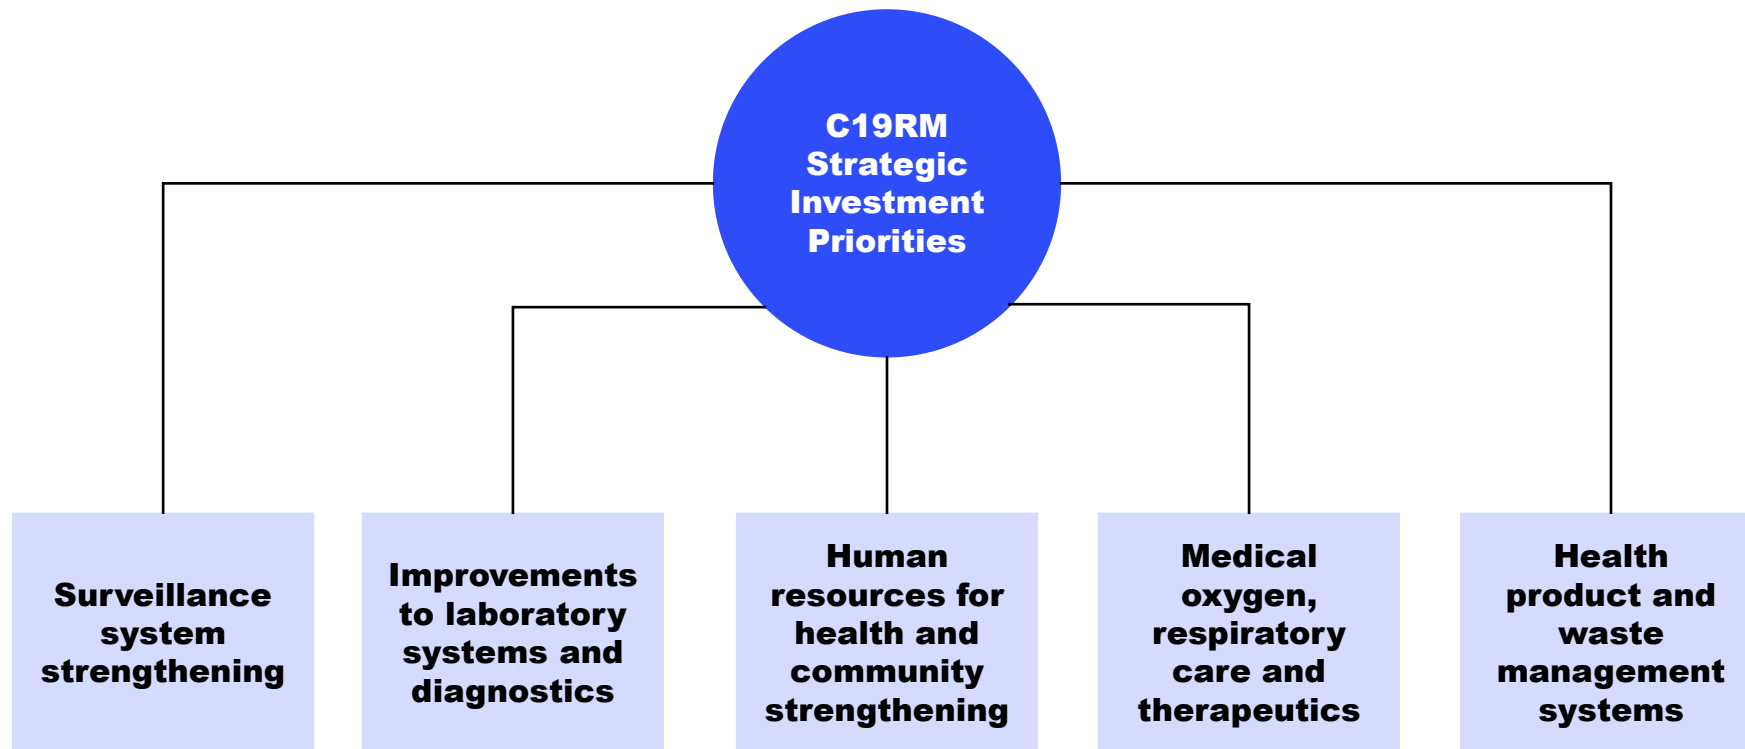 C19RM
Strategic
Investment
Priorities
Surveillance
system
strengthening
Improvements
to laboratory
systems and
diagnostics
Human
resources for
health and
community
strengthening
Medical
oxygen,
respiratory
care and
therapeutics
Health
product and
waste
management
systems